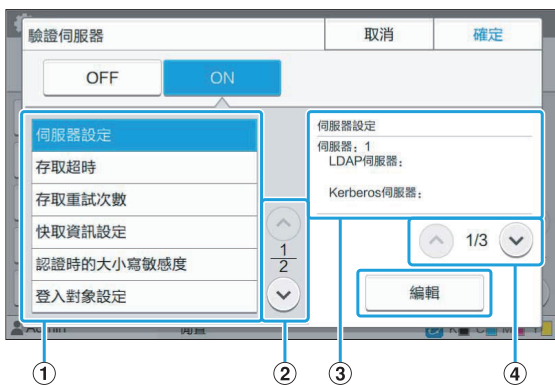 驗證伺服器
取消
確定
OFF
ON
伺服器設定
存取超時
存取重試次數
快取資訊設定
認證時的大小寫敏感度
登入對象設定
1
2
伺服器設定
伺服器：1
LDAP伺服器：
Kerberos伺服器：
1/3
編輯
① ② ③ ④